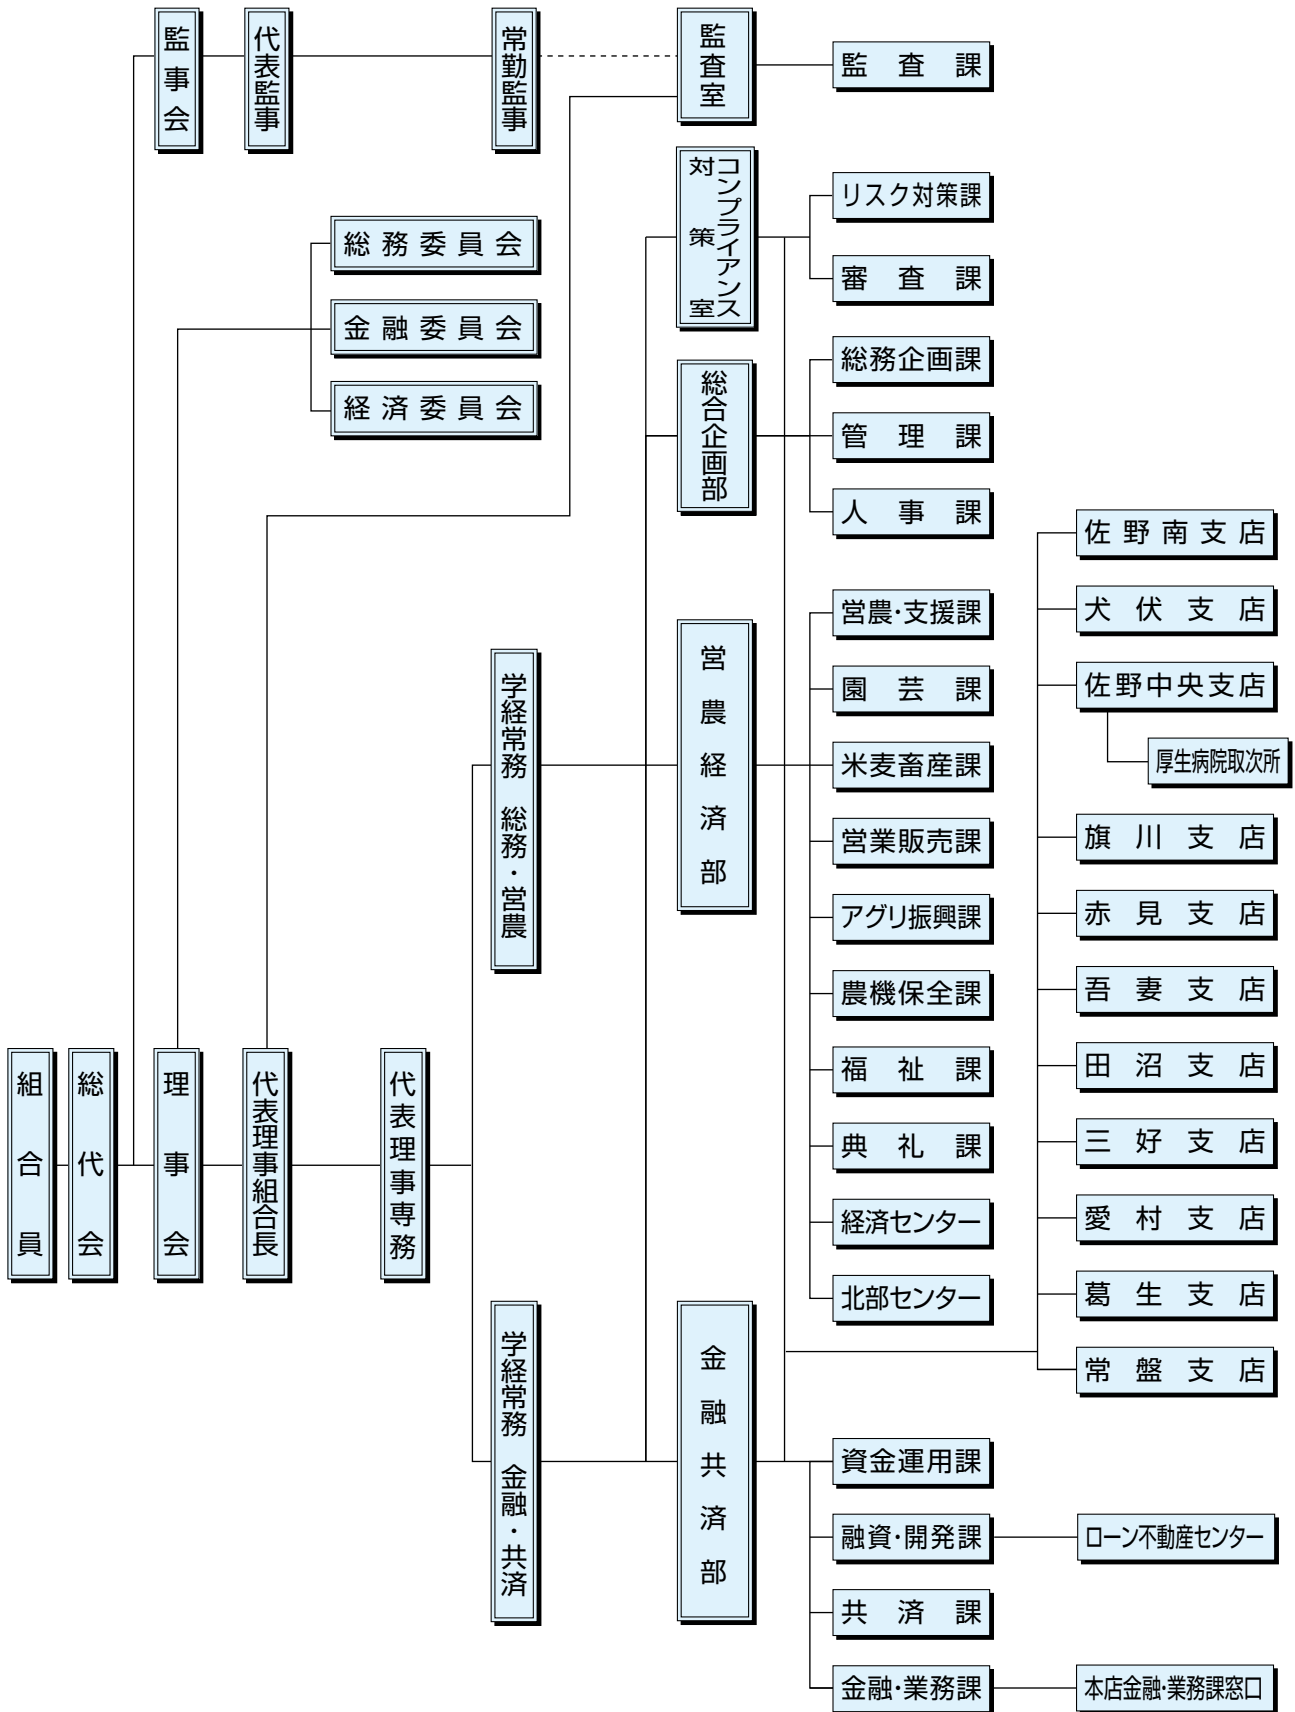 監事会
代表監事
常勤監事
監査室
監査課
コンプライアンス
対策室
リスク対策課
審査課
総務委員会
金融委員会
経済委員会
総合企画部
総務企画課
管理課
人事課
組合員
総代会
理事会
代表理事組合長
代表理事専務
学経常務 総務・営農
営農経済部
営農・支援課
園芸課
米麦畜産課
営業販売課
アグリ振興課
農機保全課
福祉課
典礼課
経済センター
北部センター
佐野南支店
犬伏支店
佐野中央支店
厚生病院取次所
旗川支店
赤見支店
吾妻支店
田沼支店
三好支店
愛村支店
葛生支店
常盤支店
学経常務 金融・共済
金融共済部
資金運用課
融資・開発課
ローン不動産センター
共済課
金融・業務課
本店金融・業務課窓口